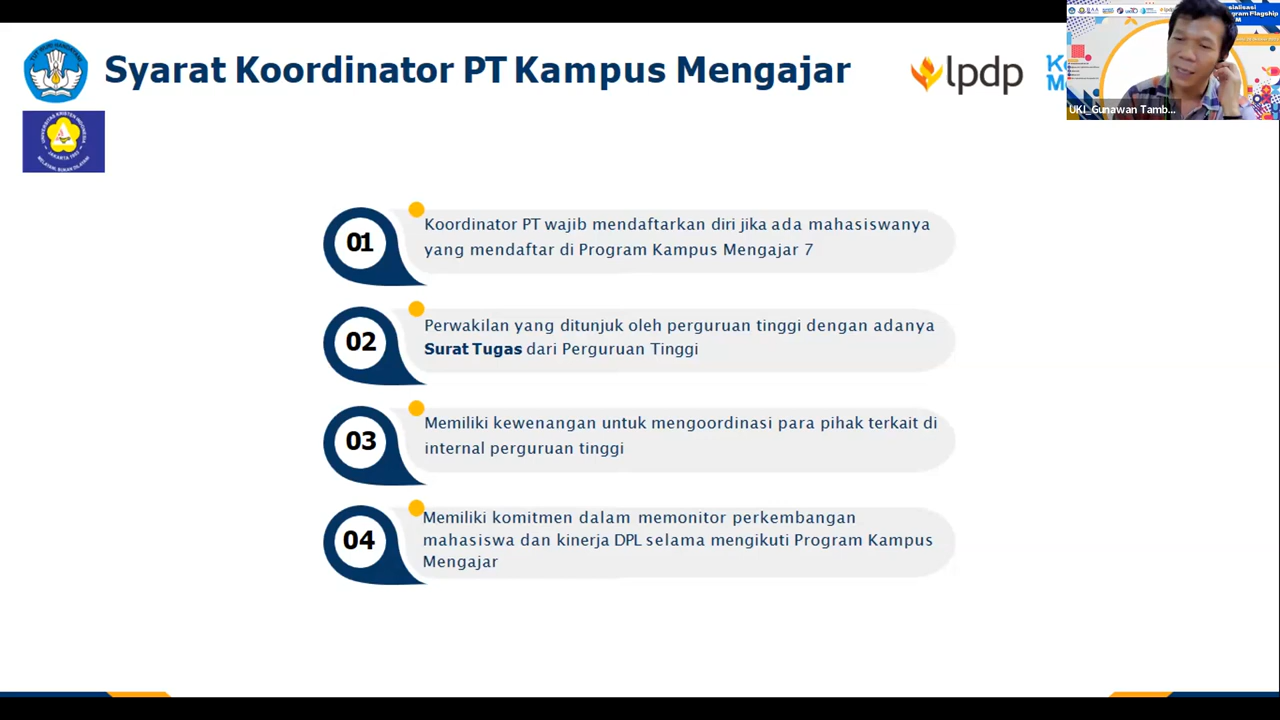 Syarat Koordinator PT Kampus Mengajar
lpdp
UNIVERSITAS KRISTEN INDONESIA
UKI_Gunawan Tamb...
01
Koordinator PT wajib mendaftarkan diri jika ada mahasiswanya
yang mendaftar di Program Kampus Mengajar 7
02
Perwakilan yang ditunjuk oleh perguruan tinggi dengan adanya
Surat Tugas dari Perguruan Tinggi
03
Memiliki kewenangan untuk mengoordinasi para pihak terkait di
internal perguruan tinggi
04
Memiliki komitmen dalam memonitor perkembangan
mahasiswa dan kinerja DPL selama mengikuti Program Kampus
Mengajar